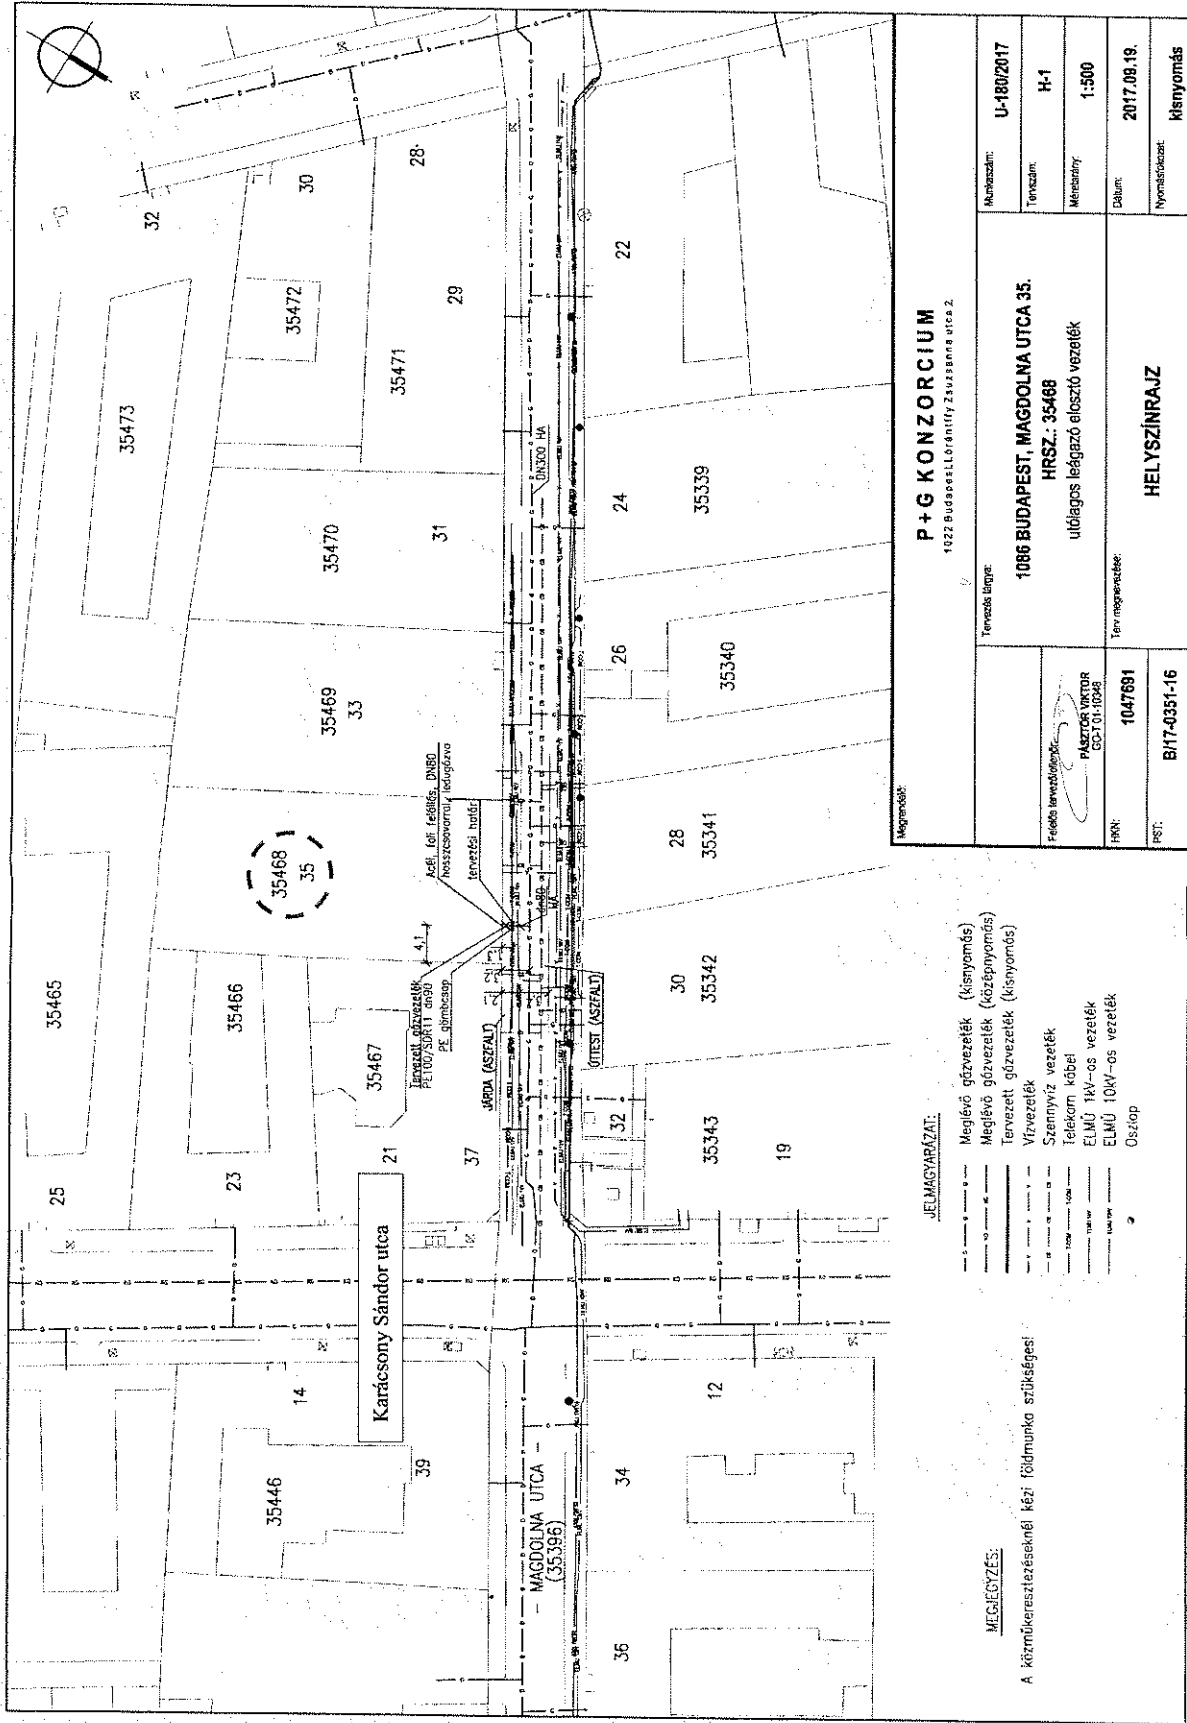 32
30
28
35473
35472
29
35471
35470
31
35469
33
35468
35
35465
35466
35467
25
23
21
37
Acél, fali felállás, DN80
hosszcsavarral, ledugózva
tervezési határ
4,1
Tervezett gázvezeték
PE100/SDR11 dn90
PE gömbcsap
JÁRDA (ASZFALT)
ÚTTEST (ASZFALT)
DN300 HA
22
24
35339
26
35340
28
35341
30
35342
32
35343
19
Karácsony Sándor utca
14
35446
39
— MAGDOLNA UTCA —
(35396)
12
34
36
JELMAGYARÁZAT:
Meglévő gázvezeték (kisnyomás)
Meglévő gázvezeték (középnyomás)
Tervezett gázvezeték (kisnyomás)
Vízvezeték
Szennyvíz vezeték
Telekom kábel
ELMŰ 1kV-os vezeték
ELMŰ 10kV-os vezeték
Oszlop
MEGJEGYZÉS:
A közműkeresztezéseknél kézi földmunka szükséges!
Megrendelő:
P+G KONZORCIUM
1022 Budapest, Lórántffy Zsuzsanna utca 2.
Felelős tervező/ellenőr:
PÁSZTOR VIKTOR
GO-T 01-10348
Tervezés tárgya:
1086 BUDAPEST, MAGDOLNA UTCA 35.
HRSZ.: 35468
utólagos leágazó elosztó vezeték
Munkaszám:
U-180/2017
Tervszám:
H-1
Méretarány:
1:500
HKN:
1047691
PST:
B/17-0351-16
Terv megnevezése:
HELYSZÍNRAJZ
Dátum:
2017.09.19.
Nyomásfokozat:
kisnyomás